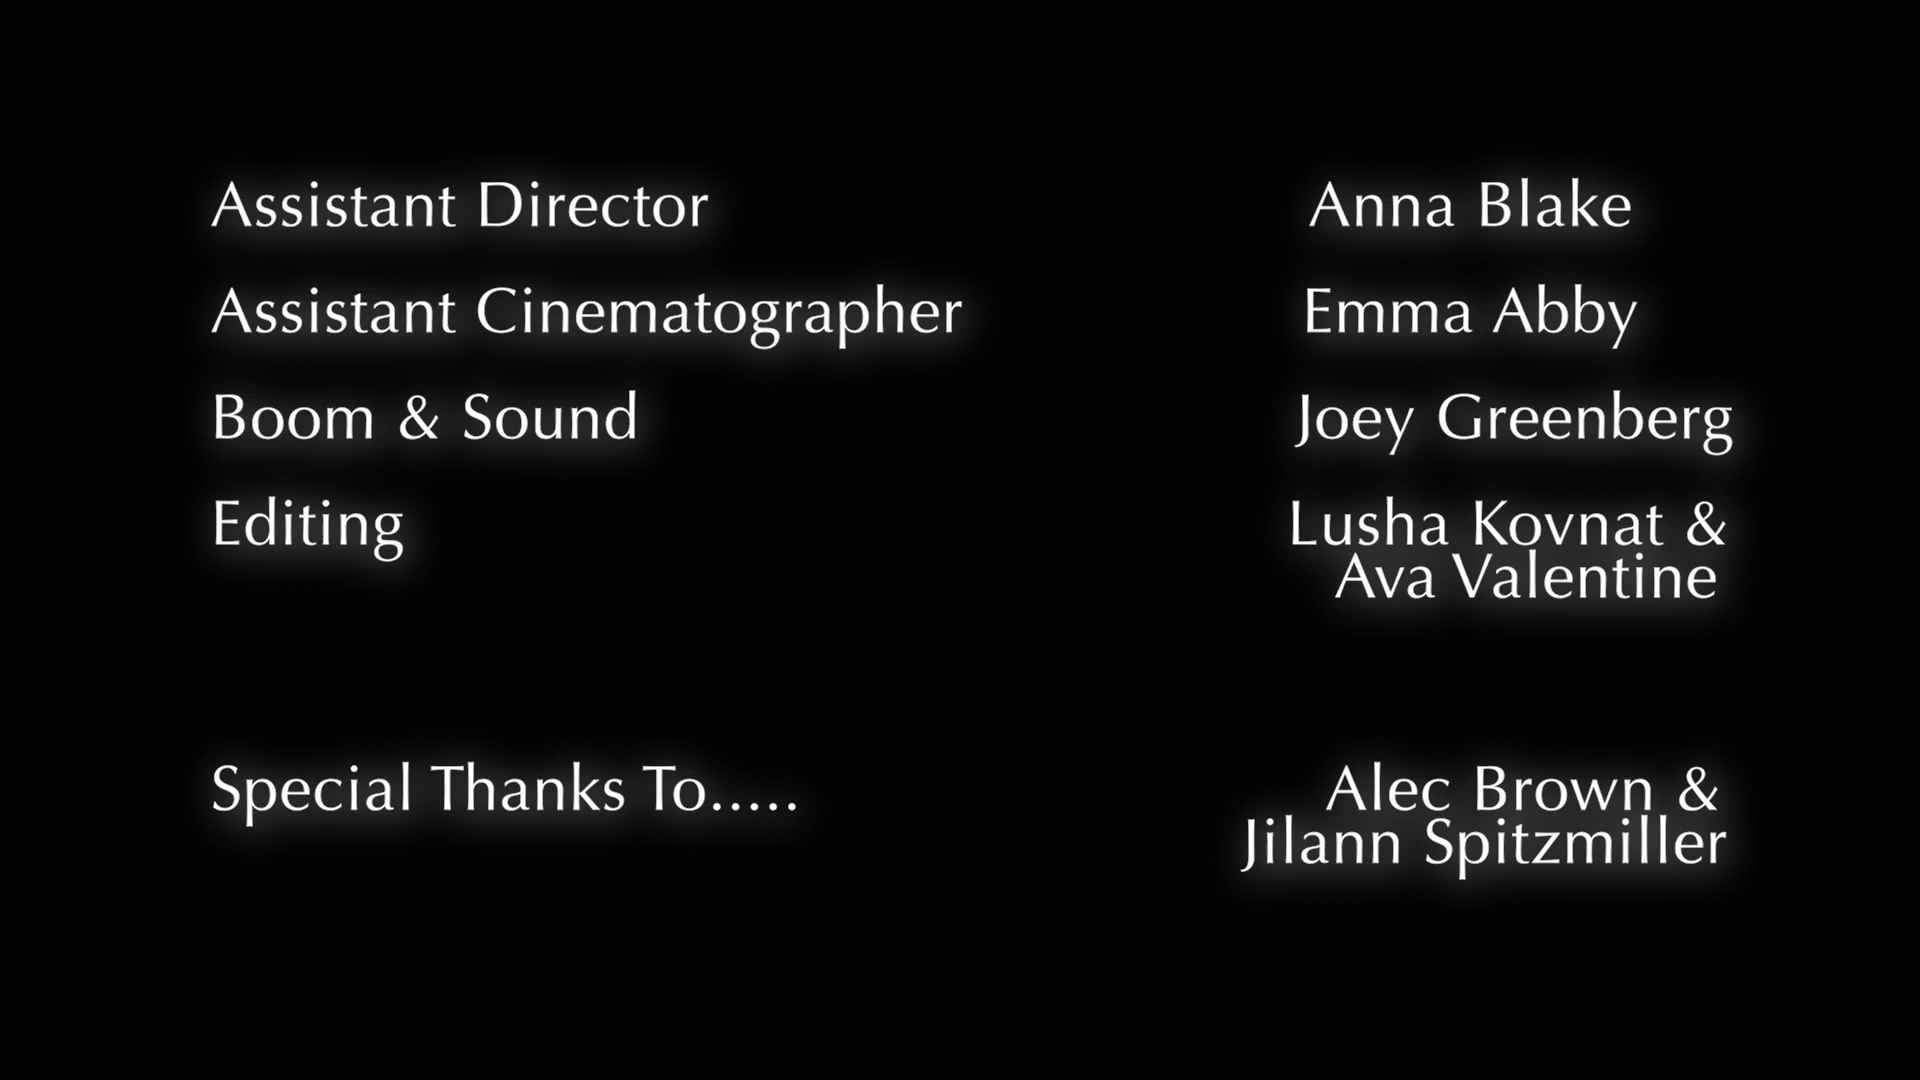 Assistant Director Anna Blake
Assistant Cinematographer Emma Abby
Boom & Sound Joey Greenberg
Editing Lusha Kovnat &
Ava Valentine
Special Thanks To..... Alec Brown &
Jilann Spitzmiller